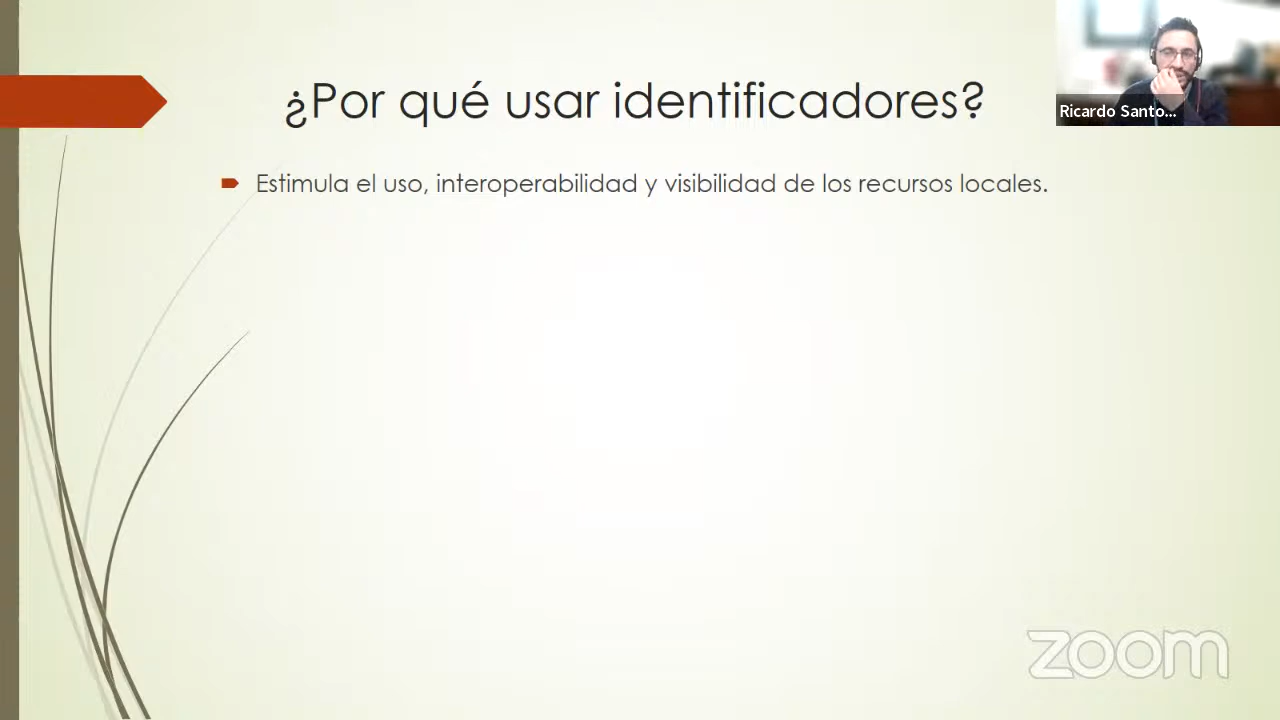 ¿Por qué usar identificadores?
Estimula el uso, interoperabilidad y visibilidad de los recursos locales.
Ricardo Santo...
zoom